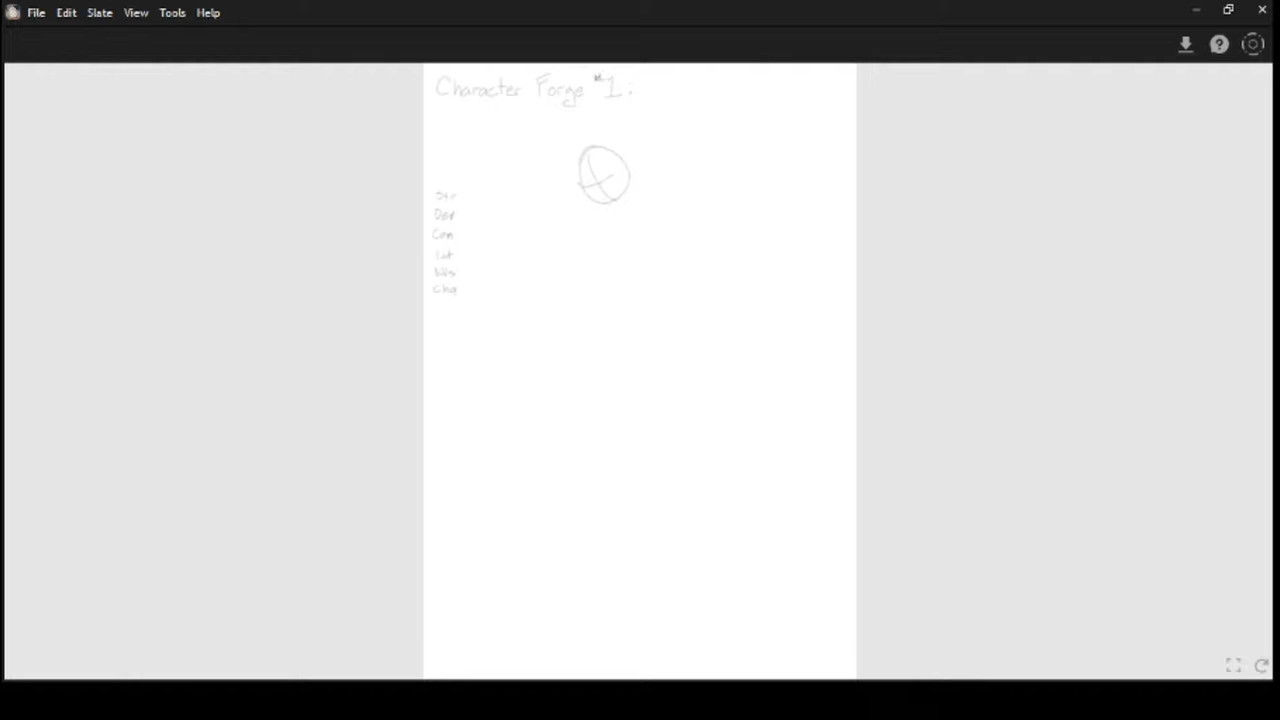 File Edit Slate View Tools Help
Character Forge #1:
Str
Dex
Con
Int
Wis
Cha